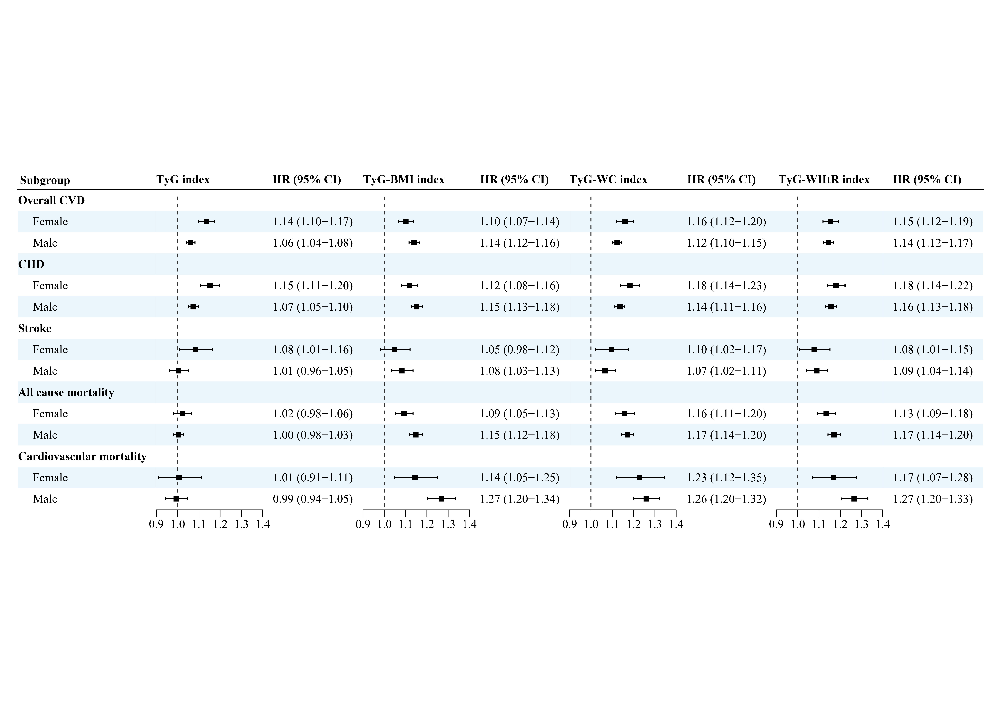 Subgroup TyG index HR (95% CI) TyG-BMI index HR (95% CI) TyG-WC index HR (95% CI) TyG-WHtR index HR (95% CI)
Overall CVD
Female 1.14 (1.10−1.17) 1.10 (1.07−1.14) 1.16 (1.12−1.20) 1.15 (1.12−1.19)
Male 1.06 (1.04−1.08) 1.14 (1.12−1.16) 1.12 (1.10−1.15) 1.14 (1.12−1.17)
CHD
Female 1.15 (1.11−1.20) 1.12 (1.08−1.16) 1.18 (1.14−1.23) 1.18 (1.14−1.22)
Male 1.07 (1.05−1.10) 1.15 (1.13−1.18) 1.14 (1.11−1.16) 1.16 (1.13−1.18)
Stroke
Female 1.08 (1.01−1.16) 1.05 (0.98−1.12) 1.10 (1.02−1.17) 1.08 (1.01−1.15)
Male 1.01 (0.96−1.05) 1.08 (1.03−1.13) 1.07 (1.02−1.11) 1.09 (1.04−1.14)
All cause mortality
Female 1.02 (0.98−1.06) 1.09 (1.05−1.13) 1.16 (1.11−1.20) 1.13 (1.09−1.18)
Male 1.00 (0.98−1.03) 1.15 (1.12−1.18) 1.17 (1.14−1.20) 1.17 (1.14−1.20)
Cardiovascular mortality
Female 1.01 (0.91−1.11) 1.14 (1.05−1.25) 1.23 (1.12−1.35) 1.17 (1.07−1.28)
Male 0.99 (0.94−1.05) 1.27 (1.20−1.34) 1.26 (1.20−1.32) 1.27 (1.20−1.33)
0.9 1.0 1.1 1.2 1.3 1.4 0.9 1.0 1.1 1.2 1.3 1.4 0.9 1.0 1.1 1.2 1.3 1.4 0.9 1.0 1.1 1.2 1.3 1.4